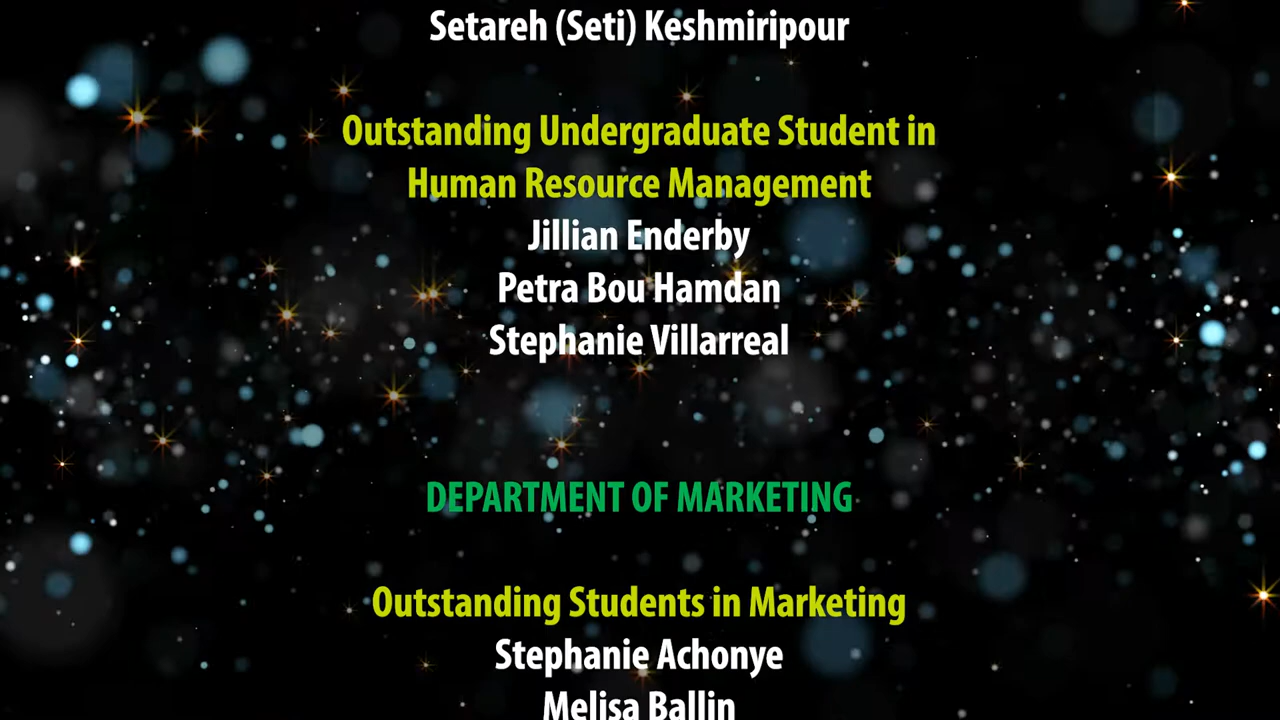 Setareh (Seti) Keshmiripour
Outstanding Undergraduate Student in
Human Resource Management
Jillian Enderby
Petra Bou Hamdan
Stephanie Villarreal
DEPARTMENT OF MARKETING
Outstanding Students in Marketing
Stephanie Achonye
Melisa Ballin